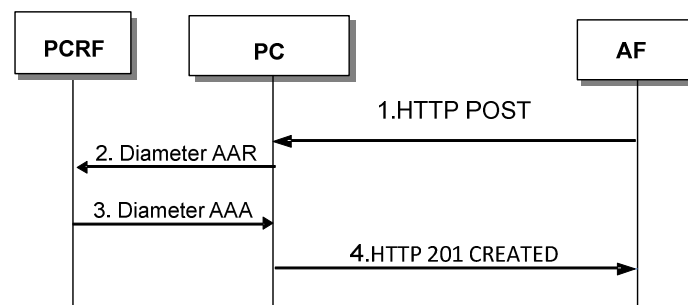 PCRF
PC
AF
1.HTTP POST
2. Diameter AAR
3. Diameter AAA
4.HTTP 201 CREATED